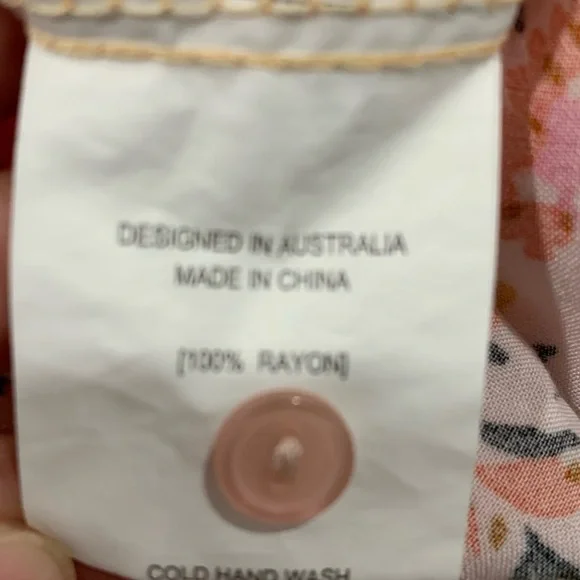 DESIGNED IN AUSTRALIA
MADE IN CHINA
[100% RAYON]
COLD HAND WASH